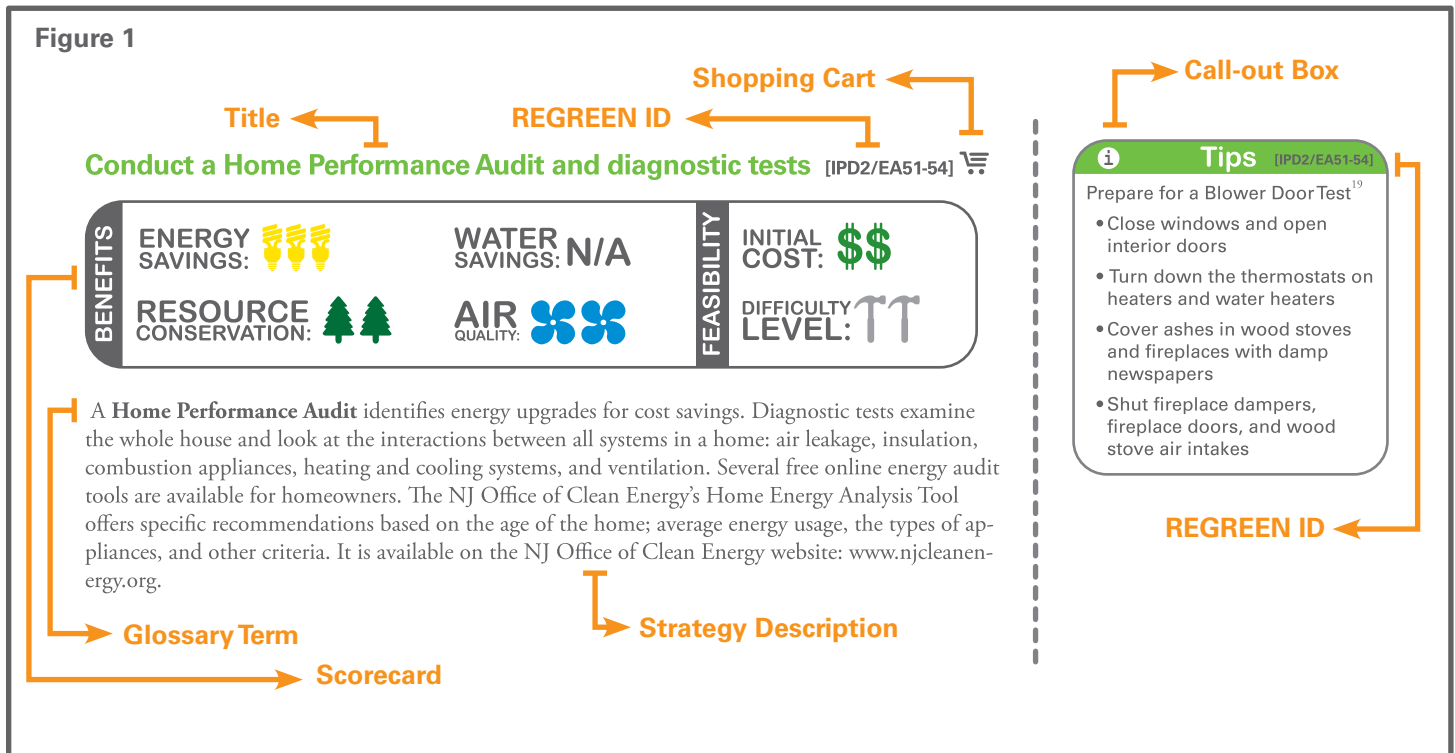 Figure 1
Shopping Cart
Call-out Box
Title
REGREEN ID
Conduct a Home Performance Audit and diagnostic tests [IPD2/EA51-54]
BENEFITS
ENERGY
SAVINGS:
WATER
SAVINGS: N/A
RESOURCE
CONSERVATION:
AIR
QUALITY:
FEASIBILITY
INITIAL
COST: $$
DIFFICULTY
LEVEL:
A Home Performance Audit identifies energy upgrades for cost savings. Diagnostic tests examine
the whole house and look at the interactions between all systems in a home: air leakage, insulation,
combustion appliances, heating and cooling systems, and ventilation. Several free online energy audit
tools are available for homeowners. The NJ Office of Clean Energy's Home Energy Analysis Tool
offers specific recommendations based on the age of the home; average energy usage, the types of ap-
pliances, and other criteria. It is available on the NJ Office of Clean Energy website: www.njcleanen-
ergy.org.
Glossary Term
Strategy Description
Scorecard
i Tips [IPD2/EA51-54]
Prepare for a Blower Door Test19
• Close windows and open
interior doors
• Turn down the thermostats on
heaters and water heaters
• Cover ashes in wood stoves
and fireplaces with damp
newspapers
• Shut fireplace dampers,
fireplace doors, and wood
stove air intakes
REGREEN ID